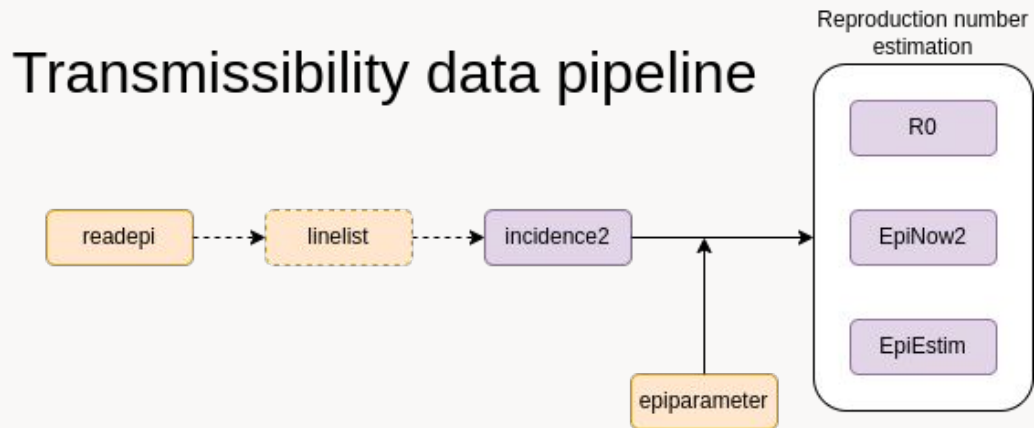 Reproduction number
estimation
Transmissibility data pipeline
R0
readepi
linelist
incidence2
EpiNow2
EpiEstim
epiparameter